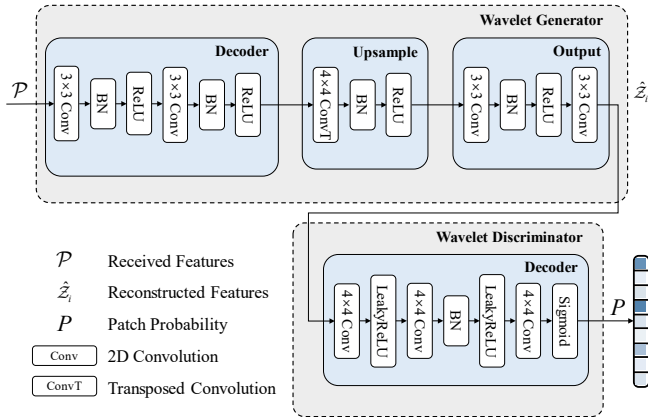 Wavelet Generator
Decoder
Upsample
Output
𝒫
3×3 Conv
BN
ReLU
3×3 Conv
BN
ReLU
4×4 ConvT
BN
ReLU
3×3 Conv
BN
ReLU
3×3 Conv
𝒵̂ᵢ
Wavelet Discriminator
Decoder
4×4 Conv
LeakyReLU
4×4 Conv
BN
LeakyReLU
4×4 Conv
Sigmoid
P
𝒫 Received Features
𝒵̂ᵢ Reconstructed Features
P Patch Probability
Conv 2D Convolution
ConvT Transposed Convolution